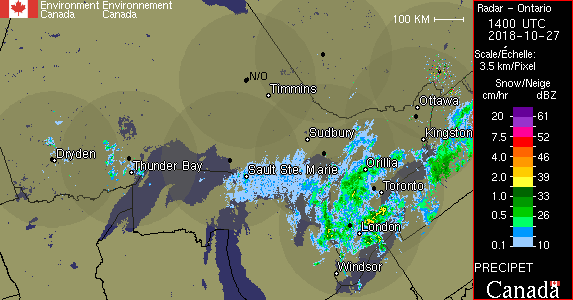 Environment Environnement
Canada Canada
100 KM
N/O
Timmins
Ottawa
Sudbury
Kingston
Dryden
Thunder Bay
Sault Ste. Marie
Orillia
Toronto
London
Windsor
Radar - Ontario
1400 UTC
2018-10-27
Scale/Échelle:
3.5 km/Pixel
Snow/Neige
cm/hr dBZ
20 61
7.5 52
4.0 46
2.0 39
1.0 33
0.5 26
0.1 10
PRECIPET
Canada